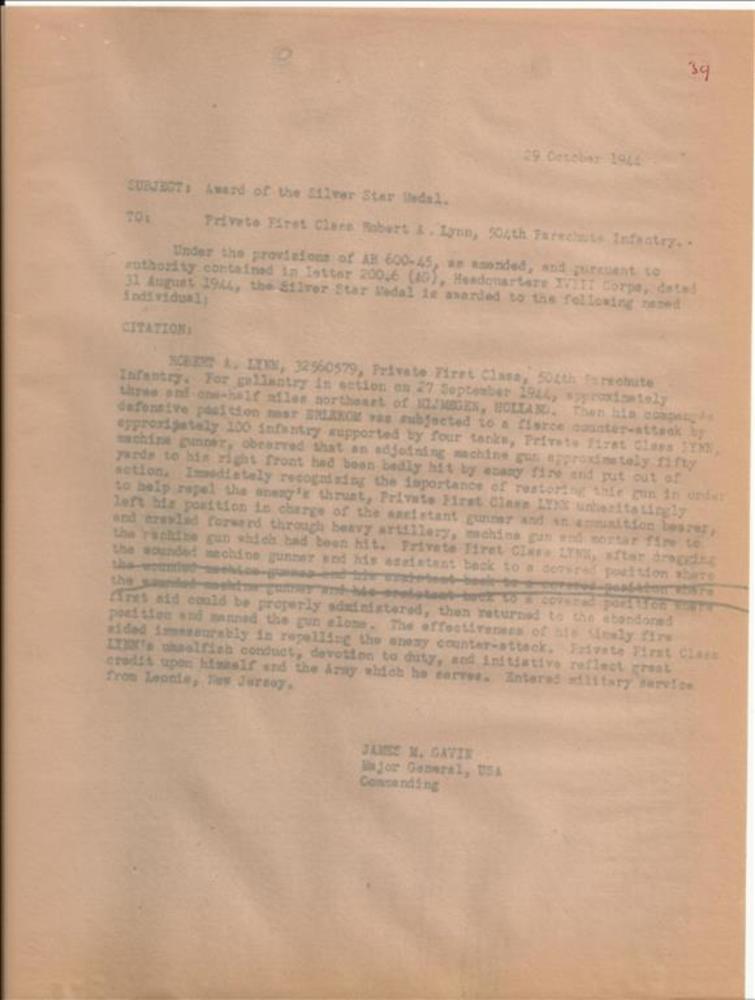 39
29 October 1944
SUBJECT: Award of the Silver Star Medal.
TO: Private First Class Robert A. Lynn, 504th Parachute Infantry.
Under the provisions of AR 600-45, as amended, and pursuant to
authority contained in letter 200.6 (AG), Headquarters XVIII Corps, dated
31 August 1944, the Silver Star Medal is awarded to the following named
individual:
CITATION:
ROBERT A. LYNN, 32560579, Private First Class, 504th Parachute
Infantry. For gallantry in action on 27 September 1944, approximately
three and one-half miles northeast of NIJMEGEN, HOLLAND. When his company's
defensive position near ERLEKOM was subjected to a fierce counter-attack by
approximately 100 infantry supported by four tanks, Private First Class LYNN,
machine gunner, observed that an adjoining machine gun approximately fifty
yards to his right front had been badly hit by enemy fire and put out of
action. Immediately recognizing the importance of restoring this gun in order
to help repel the enemy's thrust, Private First Class LYNN unhesitatingly
left his position in charge of the assistant gunner and an ammunition bearer,
and crawled forward through heavy artillery, machine gun and mortar fire to
the machine gun which had been hit. Private First Class LYNN, after dragging
the wounded machine gunner and his assistant back to a covered position where
the wounded machine gunner and his assistant back to a covered position where
the wounded machine gunner and his assistant back to a covered position where
first aid could be properly administered, then returned to the abandoned
position and manned the gun alone. The effectiveness of his timely fire
aided immeasurably in repelling the enemy counter-attack. Private First Class
LYNN's unselfish conduct, devotion to duty, and initiative reflect great
credit upon himself and the Army which he serves. Entered military service
from Leonia, New Jersey.
JAMES M. GAVIN
Major General, USA
Commanding